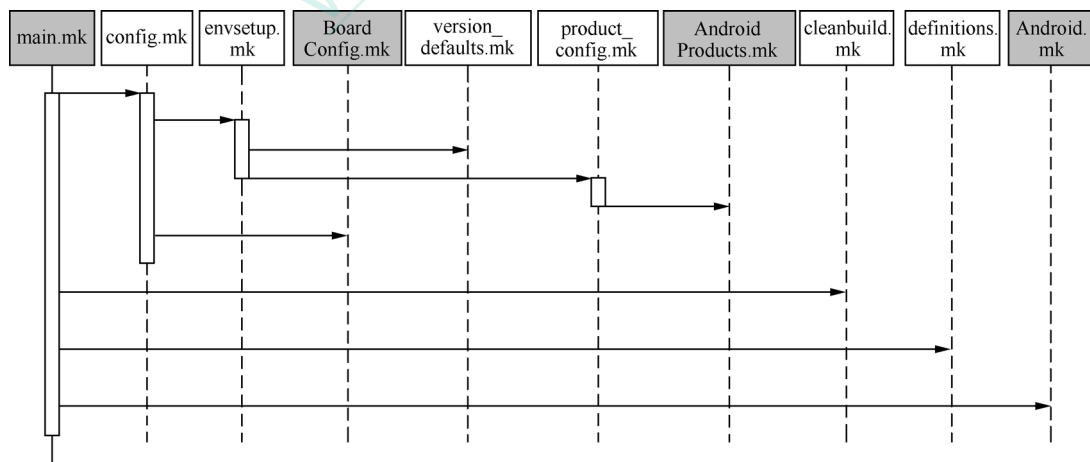 main.mk
config.mk
envsetup.
mk
Board
Config.mk
version_
defaults.mk
product_
config.mk
Android
Products.mk
cleanbuild.
mk
definitions.
mk
Android.
mk